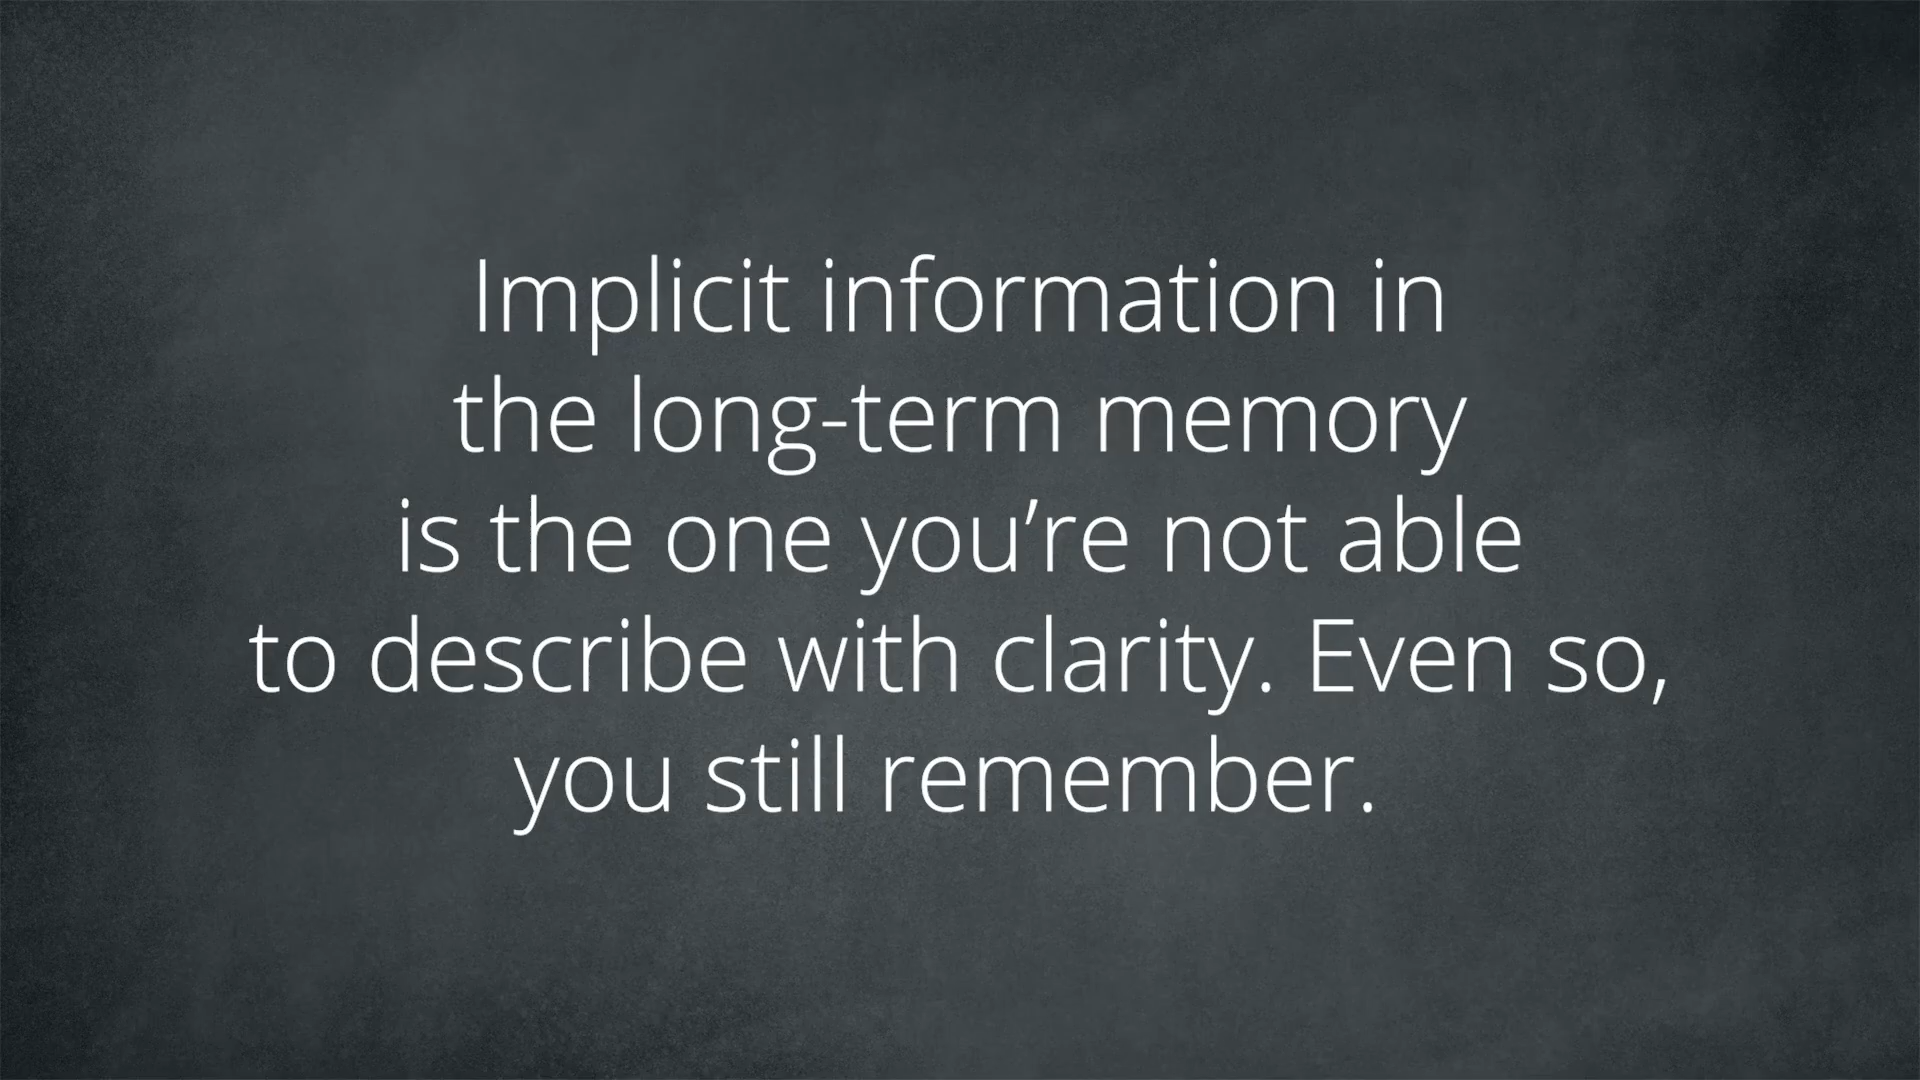 Implicit information in
the long-term memory
is the one you’re not able
to describe with clarity. Even so,
you still remember.